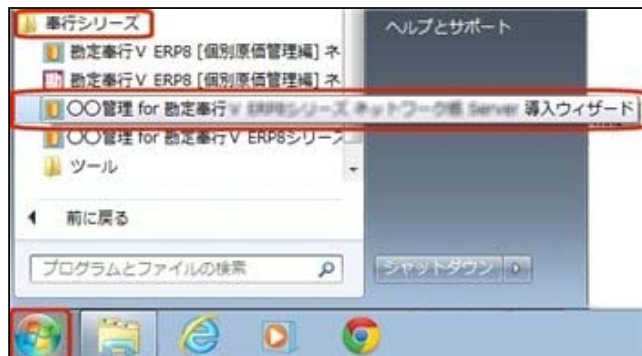 奉行シリーズ
ヘルプとサポート
勘定奉行V ERP8 [個別原価管理編] ネ
勘定奉行V ERP8 [個別原価管理編] ネ
〇〇管理 for 勘定奉行 導入ウィザード
〇〇管理 for 勘定奉行V ERP8シリーズ
ツール
前に戻る
プログラムとファイルの検索
シャットダウン